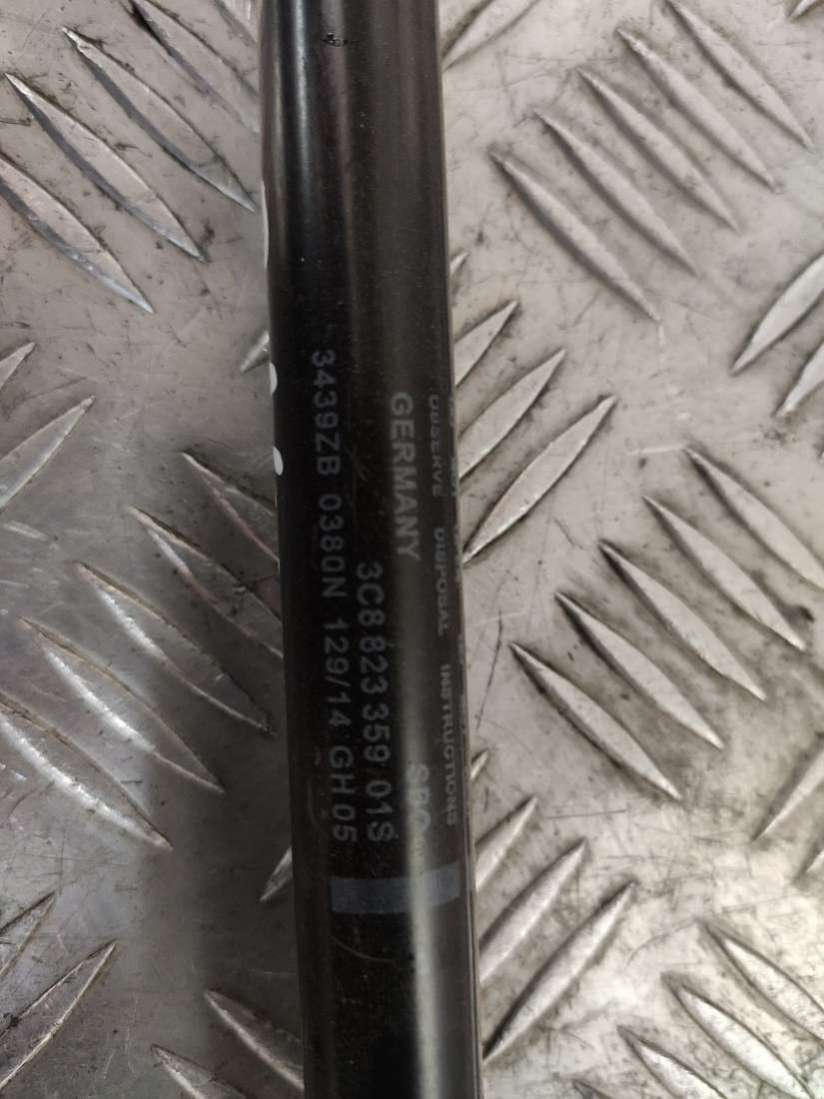 OBSERVE DISPOSAL INSTRUCTIONS
GERMANY
3C8 823 359 01S
3439ZB 0380N 129/14 GH 05